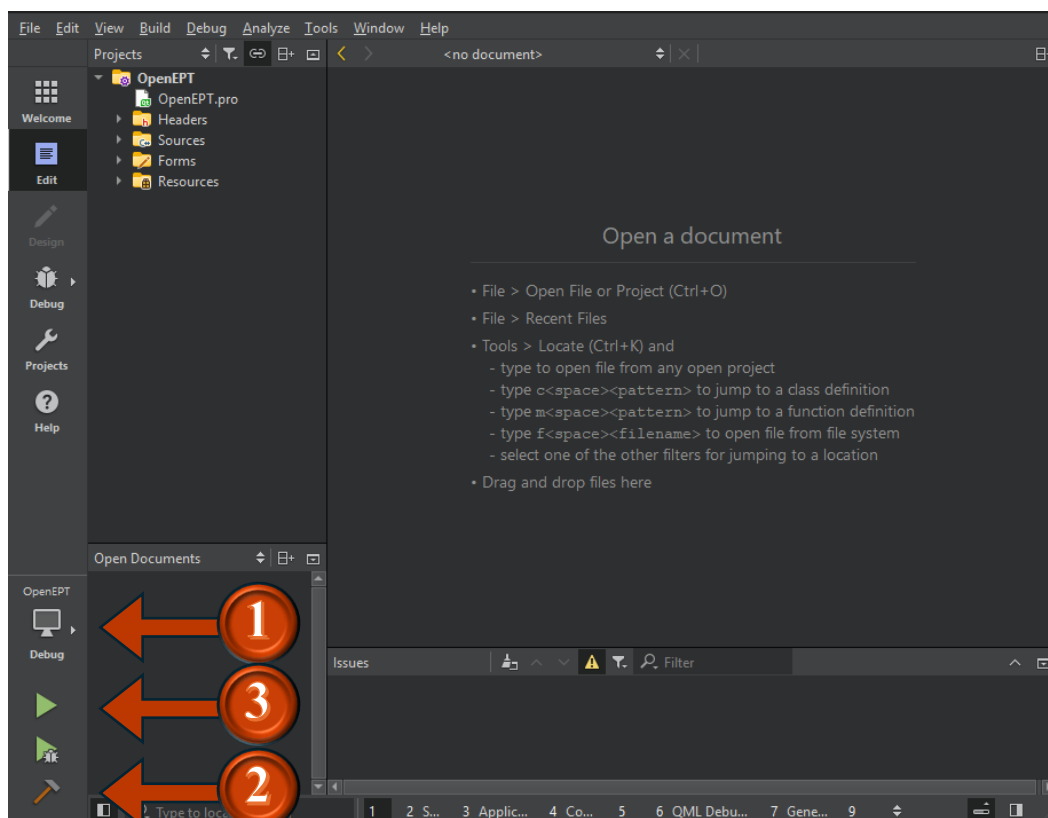 File Edit View Build Debug Analyze Tools Window Help
Projects
<no document>
OpenEPT
OpenEPT.pro
Headers
Sources
Forms
Resources
Welcome
Edit
Design
Debug
Projects
Help
Open a document
• File > Open File or Project (Ctrl+O)
• File > Recent Files
• Tools > Locate (Ctrl+K) and
- type to open file from any open project
- type c<space><pattern> to jump to a class definition
- type m<space><pattern> to jump to a function definition
- type f<space><filename> to open file from file system
- select one of the other filters for jumping to a location
• Drag and drop files here
Open Documents
OpenEPT
Debug
1
3
2
Issues
Filter
Type to loc
1 2 S... 3 Applic... 4 Co... 5 6 QML Debu... 7 Gene... 9